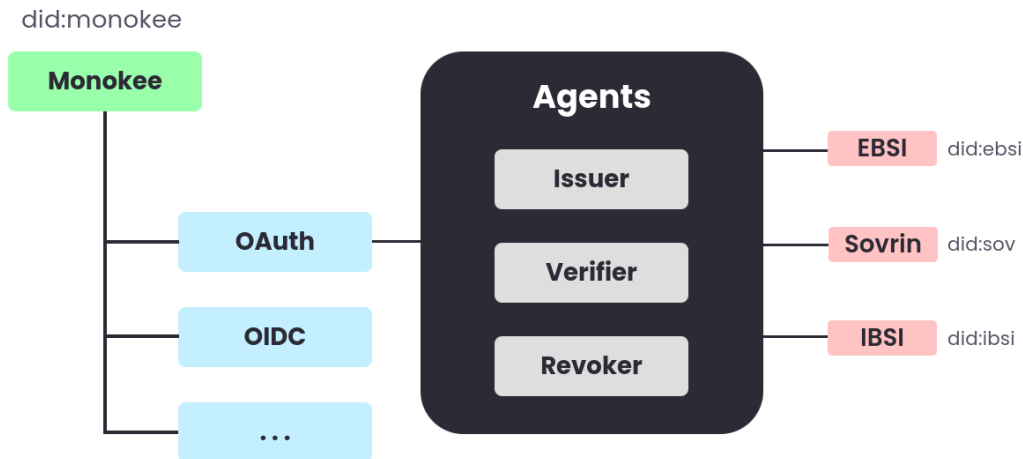 did:monokee
Monokee
Agents
EBSI did:ebsi
Issuer
OAuth
Sovrin did:sov
Verifier
OIDC
IBSI did:ibsi
Revoker
...